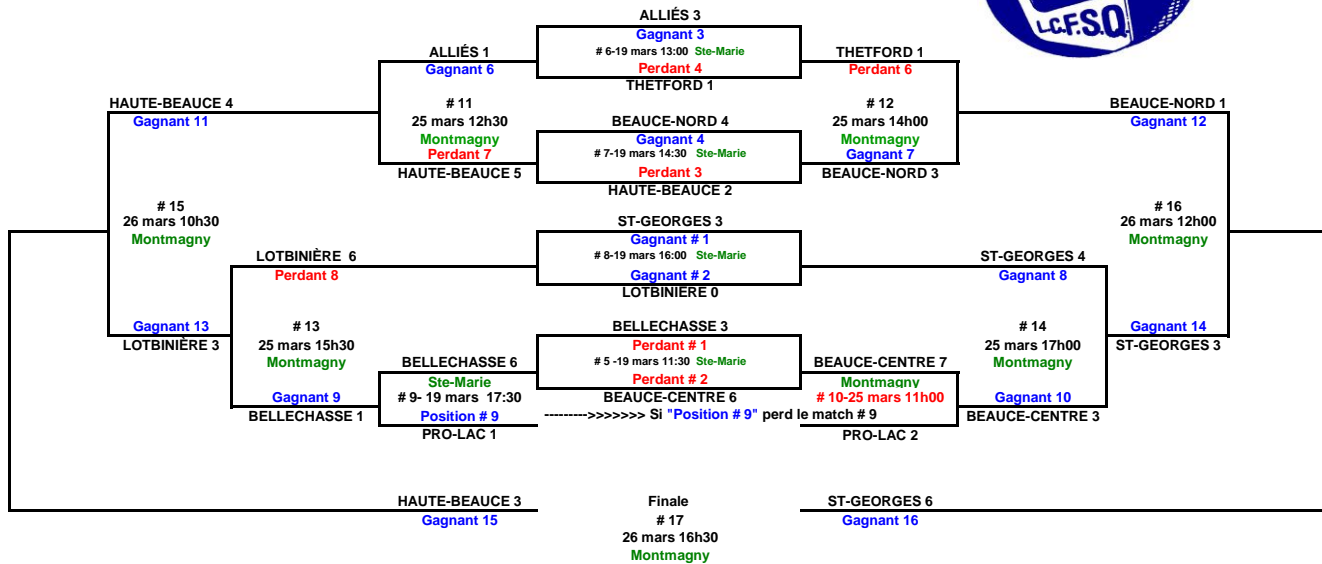 L.C.F.S.Q.
ALLIÉS 3
Gagnant 3
# 6-19 mars 13:00 Ste-Marie
Perdant 4
THETFORD 1
ALLIÉS 1
Gagnant 6
# 11
25 mars 12h30
Montmagny
Perdant 7
HAUTE-BEAUCE 5
THETFORD 1
Perdant 6
# 12
25 mars 14h00
Montmagny
Gagnant 7
BEAUCE-NORD 3
BEAUCE-NORD 4
Gagnant 4
# 7-19 mars 14:30 Ste-Marie
Perdant 3
HAUTE-BEAUCE 2
HAUTE-BEAUCE 4
Gagnant 11
BEAUCE-NORD 1
Gagnant 12
# 15
26 mars 10h30
Montmagny
# 16
26 mars 12h00
Montmagny
ST-GEORGES 3
Gagnant # 1
# 8-19 mars 16:00 Ste-Marie
Gagnant # 2
LOTBINIÈRE 0
LOTBINIÈRE 6
Perdant 8
ST-GEORGES 4
Gagnant 8
Gagnant 13
LOTBINIÈRE 3
# 13
25 mars 15h30
Montmagny
Gagnant 9
BELLECHASSE 1
BELLECHASSE 3
Perdant # 1
# 5 -19 mars 11:30 Ste-Marie
Perdant # 2
BEAUCE-CENTRE 6
# 14
25 mars 17h00
Montmagny
Gagnant 10
BEAUCE-CENTRE 3
Gagnant 14
ST-GEORGES 3
BELLECHASSE 6
Ste-Marie
# 9- 19 mars 17:30
Position # 9
PRO-LAC 1
--------->>>>>>> Si "Position # 9" perd le match # 9
BEAUCE-CENTRE 7
Montmagny
# 10-25 mars 11h00
PRO-LAC 2
HAUTE-BEAUCE 3
Gagnant 15
Finale
# 17
26 mars 16h30
Montmagny
ST-GEORGES 6
Gagnant 16